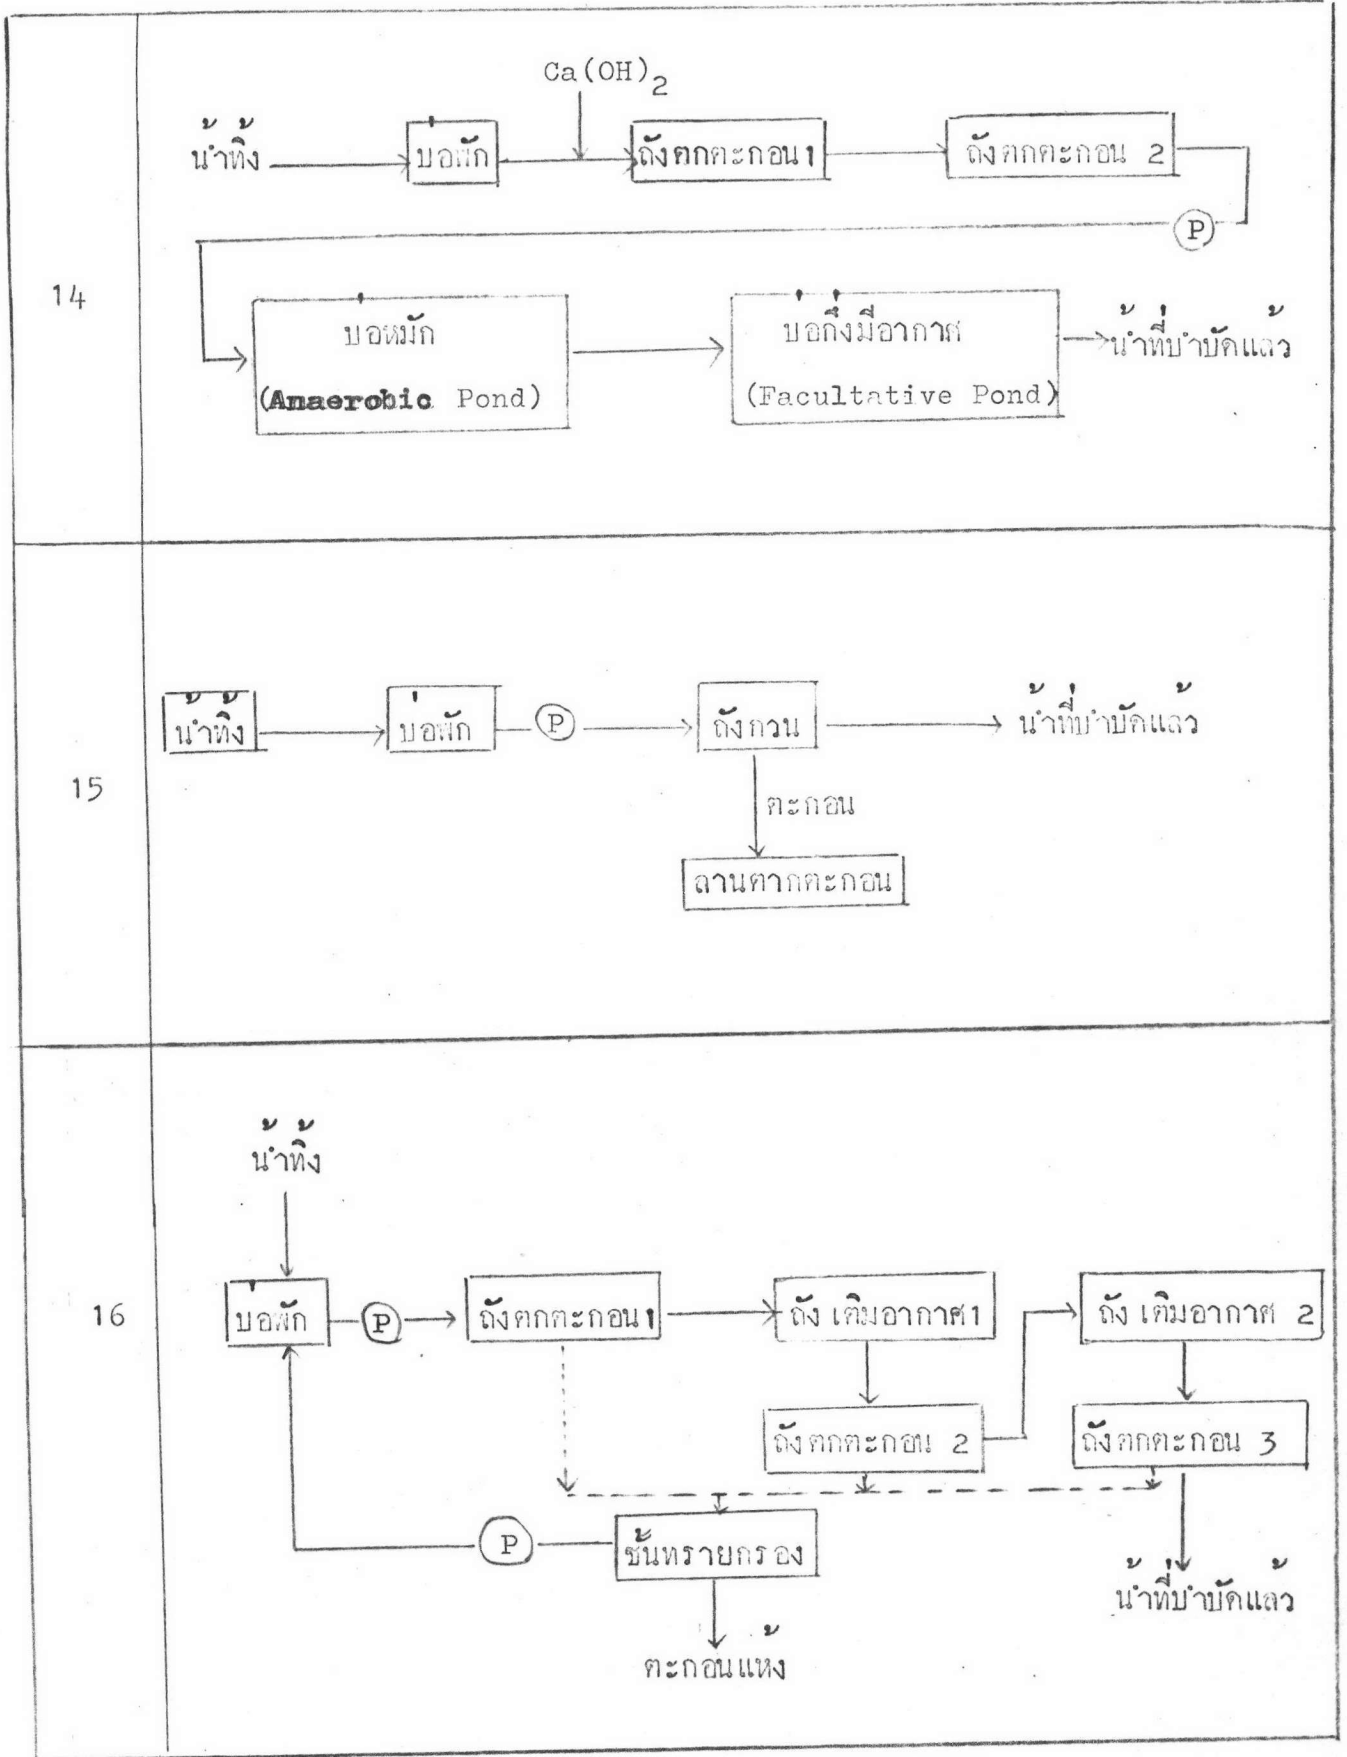 Ca(OH)2
น้ำทิ้ง บ่อพัก ถังตกตะกอน 1 ถังตกตะกอน 2
P
14
บ่อหมัก บ่อกึ่งมีอากาศ น้ำที่บำบัดแล้ว
(Anaerobic Pond) (Facultative Pond)
น้ำทิ้ง บ่อพัก P ถังกวน น้ำที่บำบัดแล้ว
15
ตะกอน
ลานตากตะกอน
น้ำทิ้ง
16
บ่อพัก P ถังตกตะกอน 1 ถังเติมอากาศ 1 ถังเติมอากาศ 2
ถังตกตะกอน 2 ถังตกตะกอน 3
P ชั้นทรายกรอง
น้ำที่บำบัดแล้ว
ตะกอนแห้ง